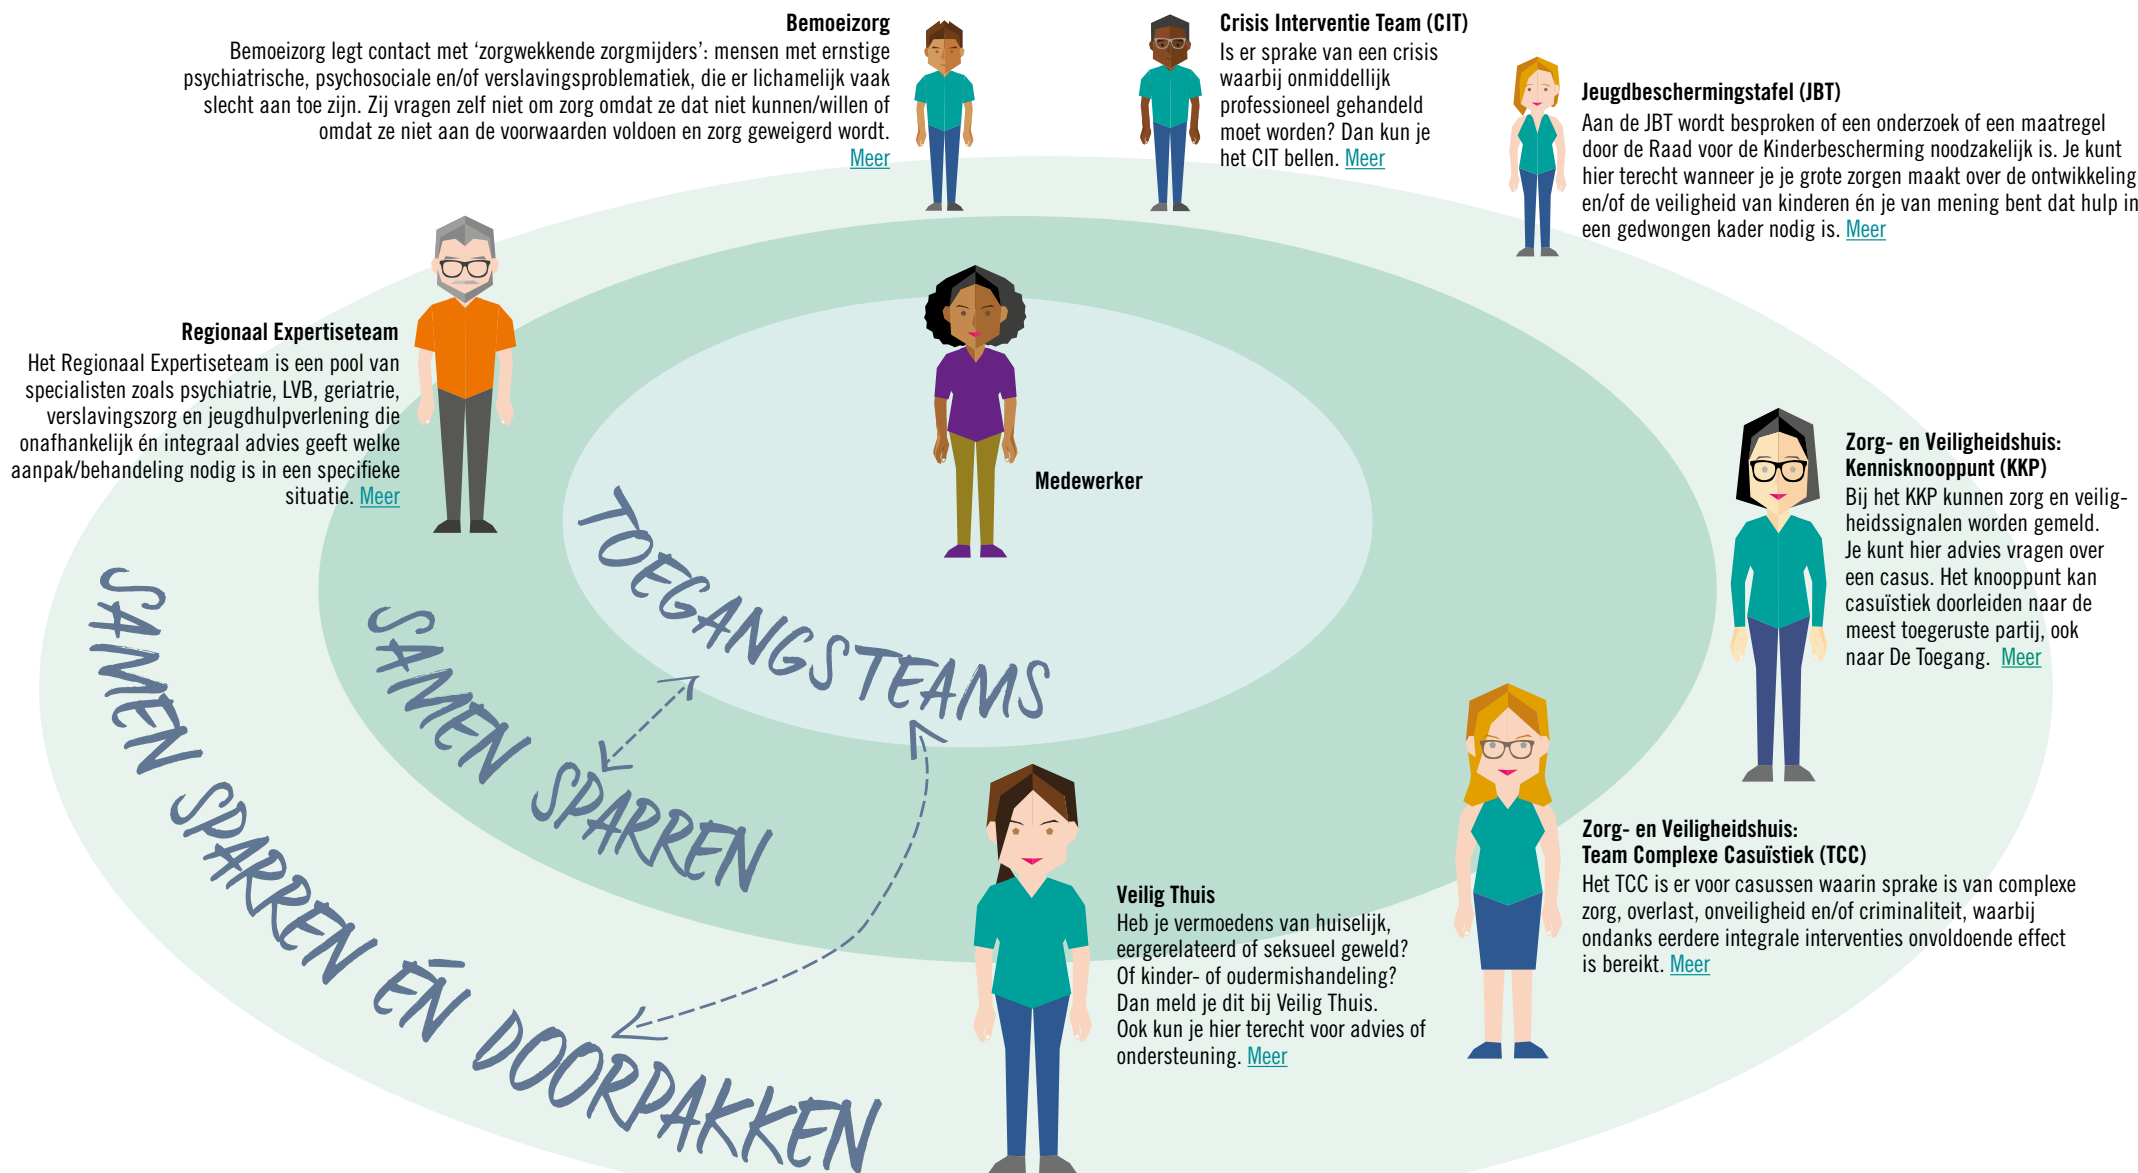 Bemoeizorg
Bemoeizorg legt contact met ‘zorgwekkende zorgmijders’: mensen met ernstige
psychiatrische, psychosociale en/of verslavingsproblematiek, die er lichamelijk vaak
slecht aan toe zijn. Zij vragen zelf niet om zorg omdat ze dat niet kunnen/willen of
omdat ze niet aan de voorwaarden voldoen en zorg geweigerd wordt.
Meer
Crisis Interventie Team (CIT)
Is er sprake van een crisis
waarbij onmiddellijk
professioneel gehandeld
moet worden? Dan kun je
het CIT bellen. Meer
Jeugdbeschermingstafel (JBT)
Aan de JBT wordt besproken of een onderzoek of een maatregel
door de Raad voor de Kinderbescherming noodzakelijk is. Je kunt
hier terecht wanneer je je grote zorgen maakt over de ontwikkeling
en/of de veiligheid van kinderen én je van mening bent dat hulp in
een gedwongen kader nodig is. Meer
Regionaal Expertiseteam
Het Regionaal Expertiseteam is een pool van
specialisten zoals psychiatrie, LVB, geriatrie,
verslavingszorg en jeugdhulpverlening die
onafhankelijk én integraal advies geeft welke
aanpak/behandeling nodig is in een specifieke
situatie. Meer
Medewerker
Zorg- en Veiligheidshuis:
Kennisknooppunt (KKP)
Bij het KKP kunnen zorg en veilig-
heidssignalen worden gemeld.
Je kunt hier advies vragen over
een casus. Het knooppunt kan
casuïstiek doorleiden naar de
meest toegeruste partij, ook
naar De Toegang. Meer
TOEGANGSTEAMS
SAMEN SPARREN
SAMEN SPARREN ÉN DOORPAKKEN
Zorg- en Veiligheidshuis:
Team Complexe Casuïstiek (TCC)
Het TCC is er voor casussen waarin sprake is van complexe
zorg, overlast, onveiligheid en/of criminaliteit, waarbij
ondanks eerdere integrale interventies onvoldoende effect
is bereikt. Meer
Veilig Thuis
Heb je vermoedens van huiselijk,
eergerelateerd of seksueel geweld?
Of kinder- of oudermishandeling?
Dan meld je dit bij Veilig Thuis.
Ook kun je hier terecht voor advies of
ondersteuning. Meer